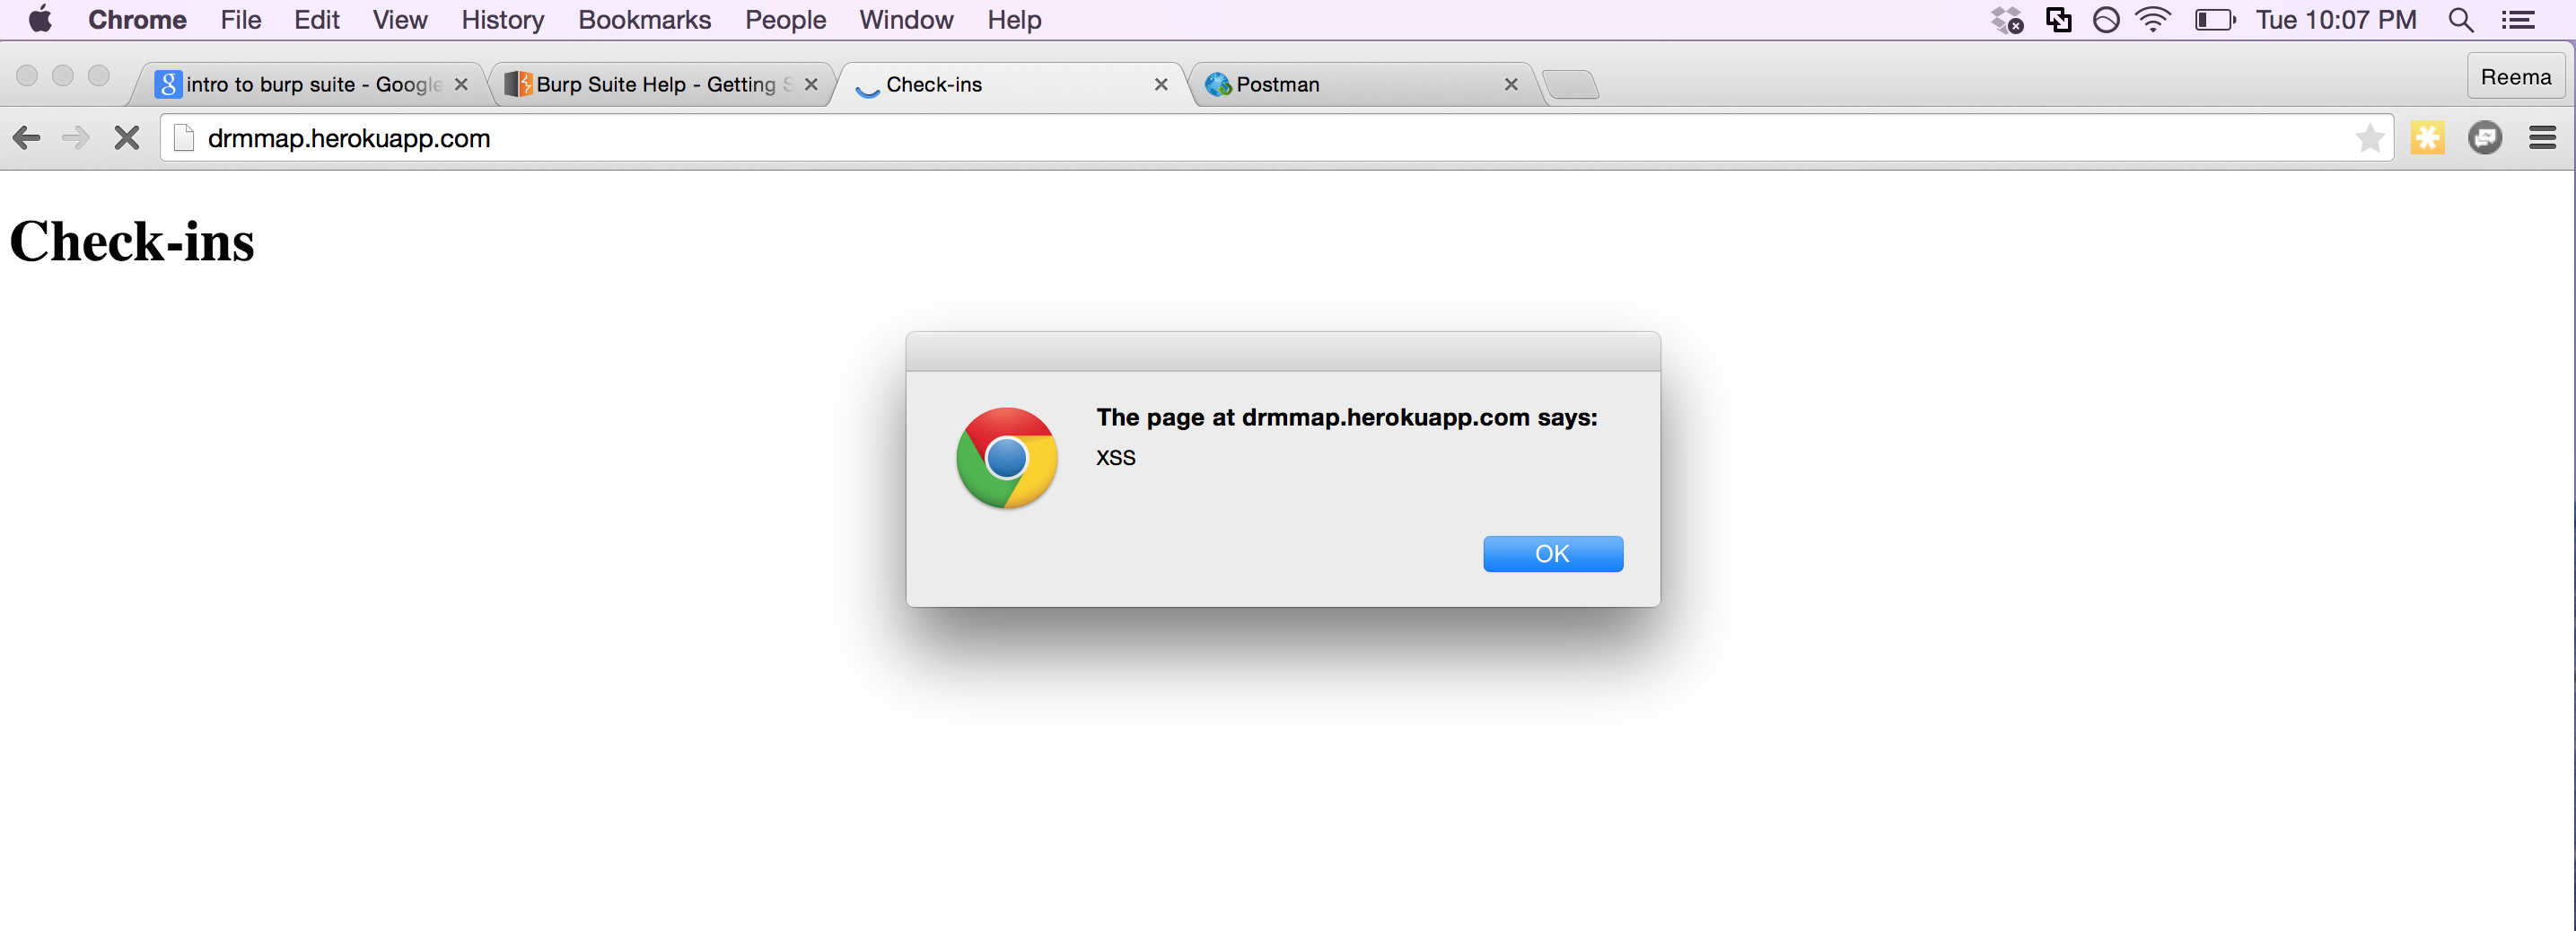 Chrome File Edit View History Bookmarks People Window Help Tue 10:07 PM
intro to burp suite - Google Burp Suite Help - Getting S Check-ins Postman Reema
drmmap.herokuapp.com
Check-ins
The page at drmmap.herokuapp.com says:
XSS
OK